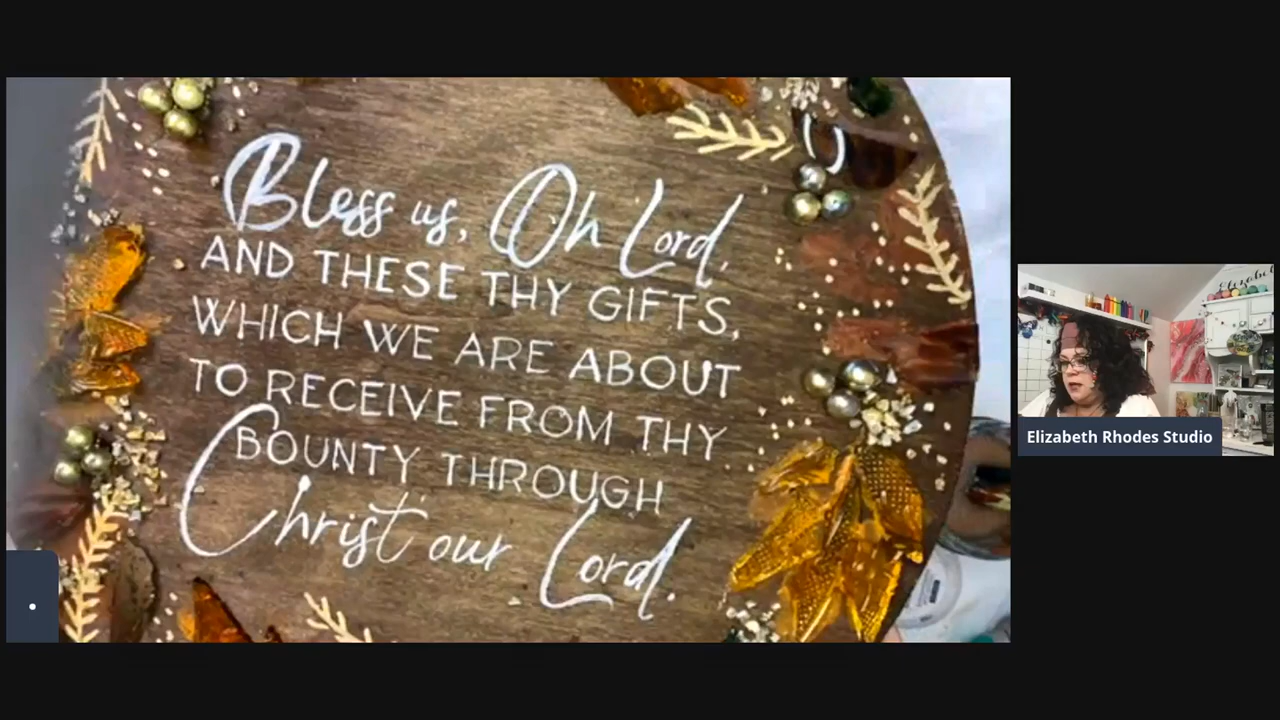 Bless us, Oh Lord,
AND THESE THY GIFTS,
WHICH WE ARE ABOUT
TO RECEIVE FROM THY
BOUNTY THROUGH
Christ our Lord.
Elizabeth Rhodes Studio